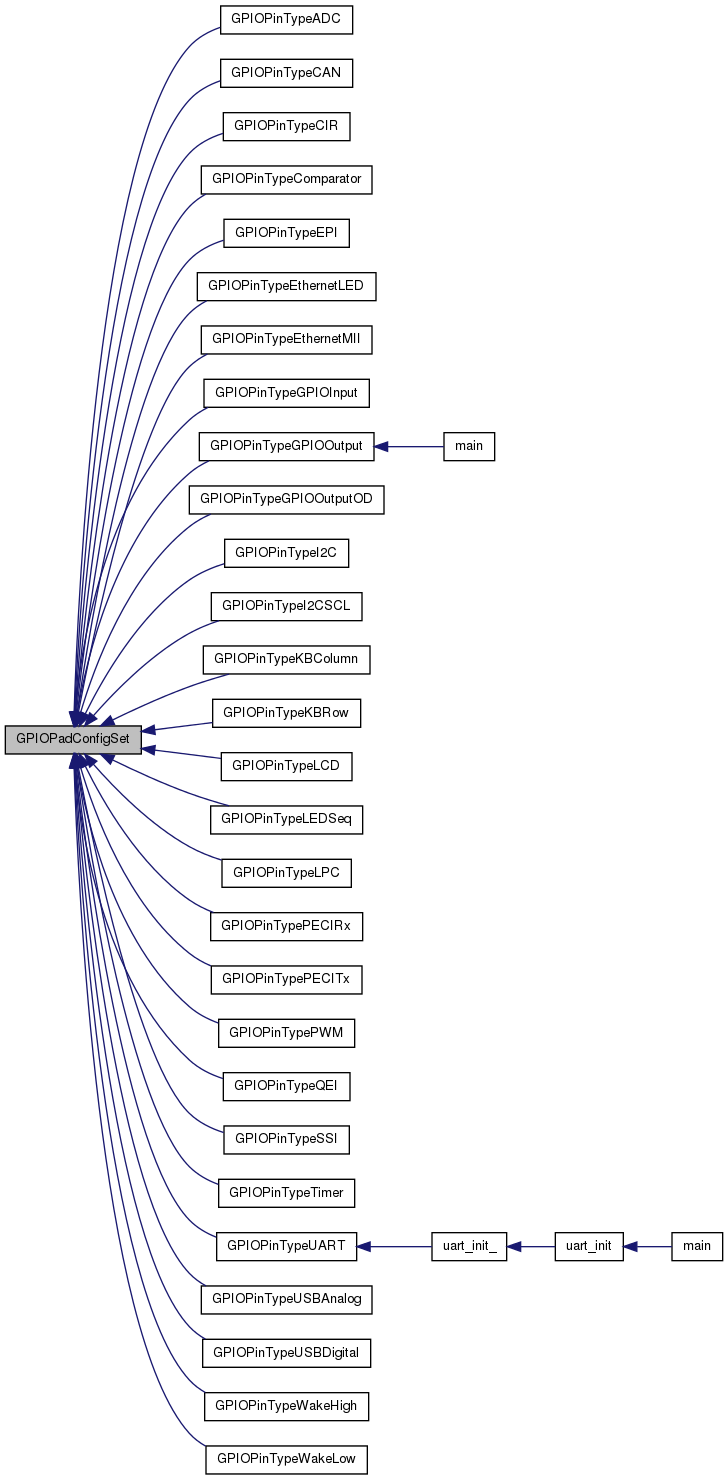 GPIOPinTypeADC
GPIOPinTypeCAN
GPIOPinTypeCIR
GPIOPinTypeComparator
GPIOPinTypeEPI
GPIOPinTypeEthernetLED
GPIOPinTypeEthernetMII
GPIOPinTypeGPIOInput
GPIOPinTypeGPIOOutput
main
GPIOPinTypeGPIOOutputOD
GPIOPinTypeI2C
GPIOPinTypeI2CSCL
GPIOPinTypeKBColumn
GPIOPinTypeKBRow
GPIOPadConfigSet
GPIOPinTypeLCD
GPIOPinTypeLEDSeq
GPIOPinTypeLPC
GPIOPinTypePECIRx
GPIOPinTypePECITx
GPIOPinTypePWM
GPIOPinTypeQEI
GPIOPinTypeSSI
GPIOPinTypeTimer
GPIOPinTypeUART
uart_init_
uart_init
main
GPIOPinTypeUSBAnalog
GPIOPinTypeUSBDigital
GPIOPinTypeWakeHigh
GPIOPinTypeWakeLow